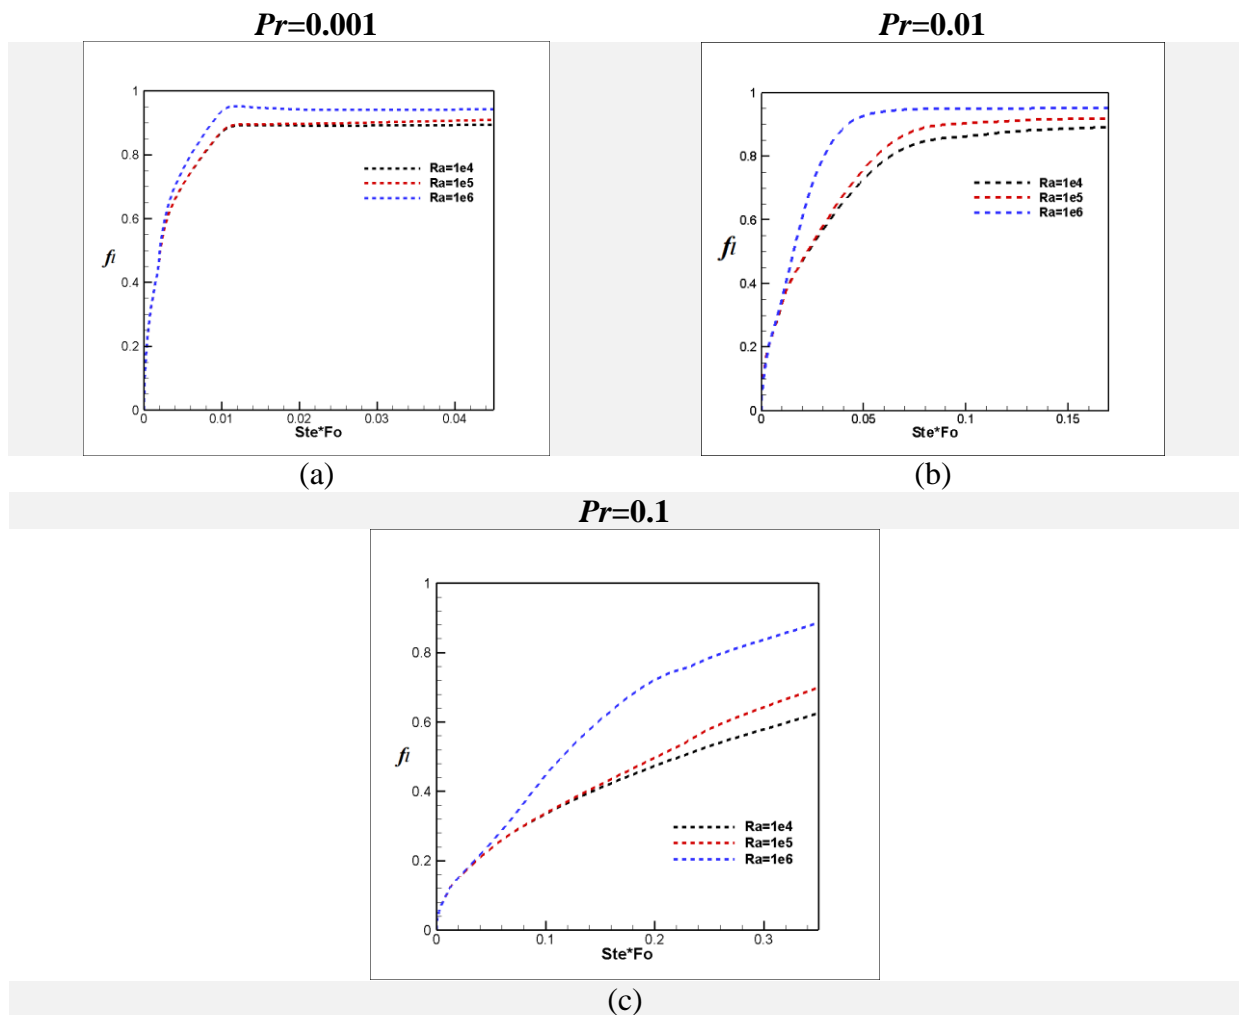 Pr=0.001
Pr=0.01
1
0.8
0.6
0.4
0.2
0
fl
Ra=1e4
Ra=1e5
Ra=1e6
0 0.01 0.02 0.03 0.04
Ste*Fo
(a)
1
0.8
0.6
0.4
0.2
0
fl
Ra=1e4
Ra=1e5
Ra=1e6
0 0.05 0.1 0.15
Ste*Fo
(b)
Pr=0.1
1
0.8
0.6
0.4
0.2
0
fl
Ra=1e4
Ra=1e5
Ra=1e6
0 0.1 0.2 0.3
Ste*Fo
(c)